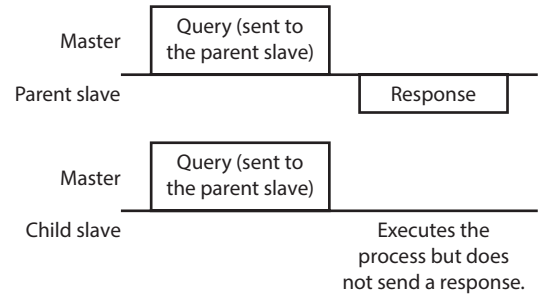 Query (sent to
the parent slave)
Master
Parent slave
Response
Query (sent to
the parent slave)
Master
Child slave
Executes the
process but does
not send a response.